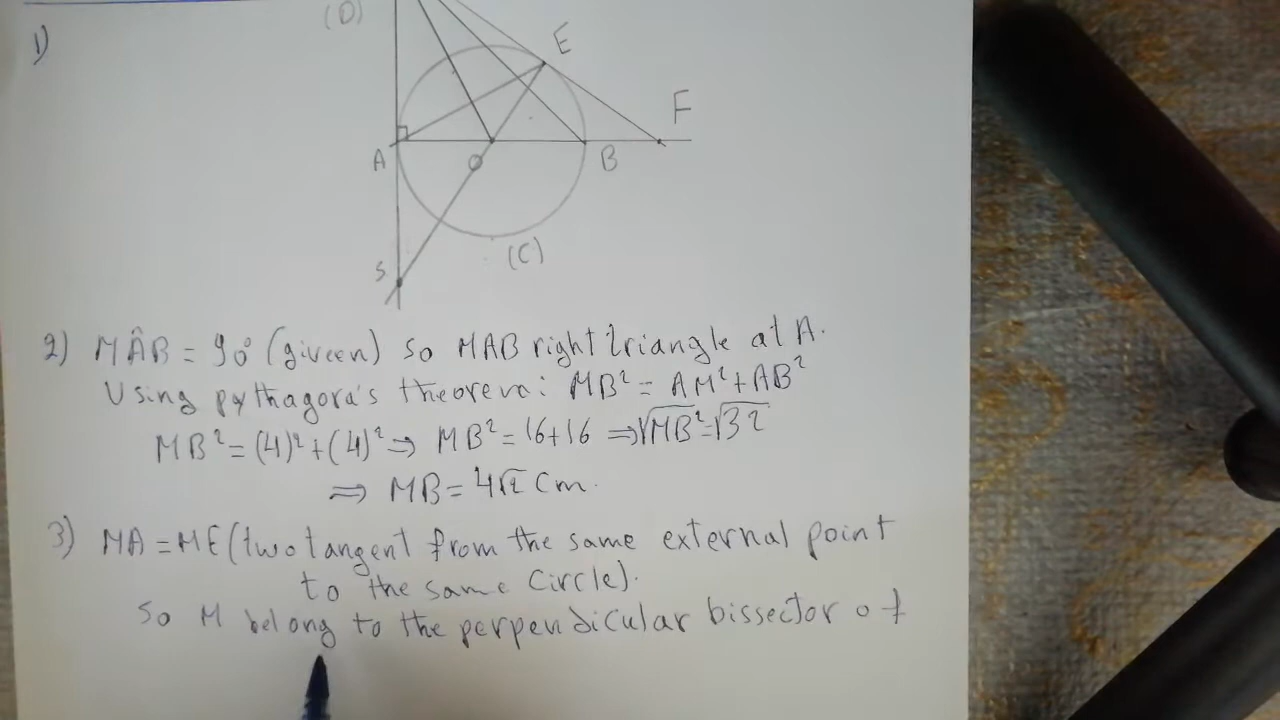 1)
(D)
E
F
A
O
B
S
(C)
2) MÂB = 90° (giveen) so MAB right triangle at A.
Using pythagora's theorem: MB² = AM² + AB²
MB² = (4)² + (4)² ⇒ MB² = 16+16 ⇒ √MB² = √32
⇒ MB = 4√2 cm.
3) MA = ME (two tangent from the same external point
to the same circle).
so M belong to the perpendicular bissector of